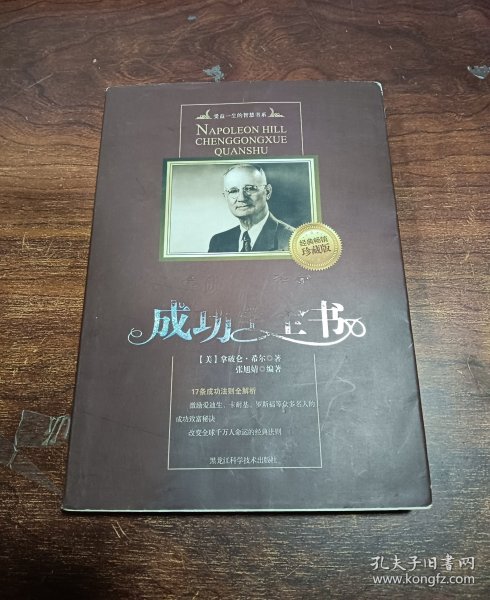 受益一生的智慧书系
NAPOLEON HILL
CHENGGONGXUE
QUANSHU
经典畅销
珍藏版
成功学全书
【美】拿破仑·希尔◎著
张旭婧◎编著
17条成功法则全解析
激励爱迪生、卡耐基、罗斯福等众多名人的
成功致富秘诀
改变全球千万人命运的经典法则
黑龙江科学技术出版社
孔夫子旧书网
www.kongfz.com